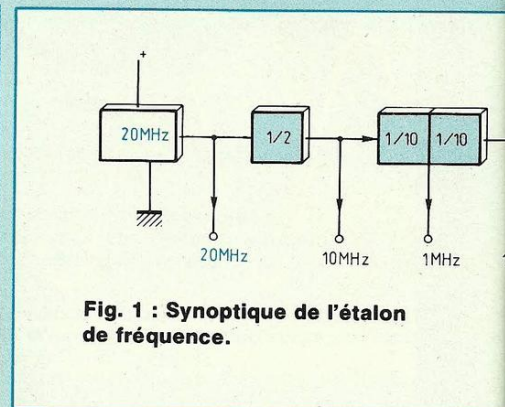 +
20MHz
1/2
1/10
1/10
20MHz
10MHz
1MHz
Fig. 1 : Synoptique de l'étalon
de fréquence.